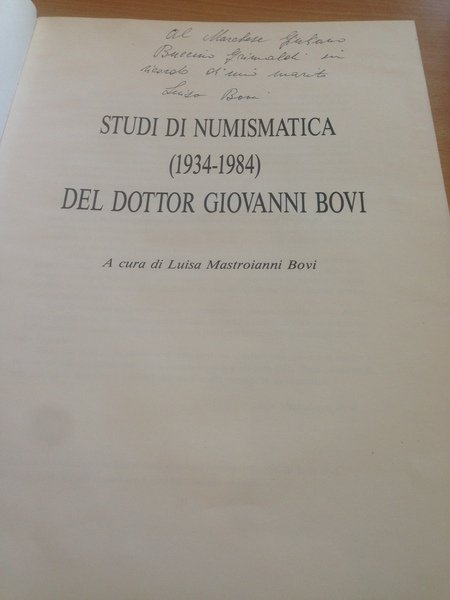 Al Marchese Giuliano
Buccino Grimaldi in
ricordo di mio marito
Luisa Bovi
STUDI DI NUMISMATICA
(1934-1984)
DEL DOTTOR GIOVANNI BOVI
A cura di Luisa Mastroianni Bovi